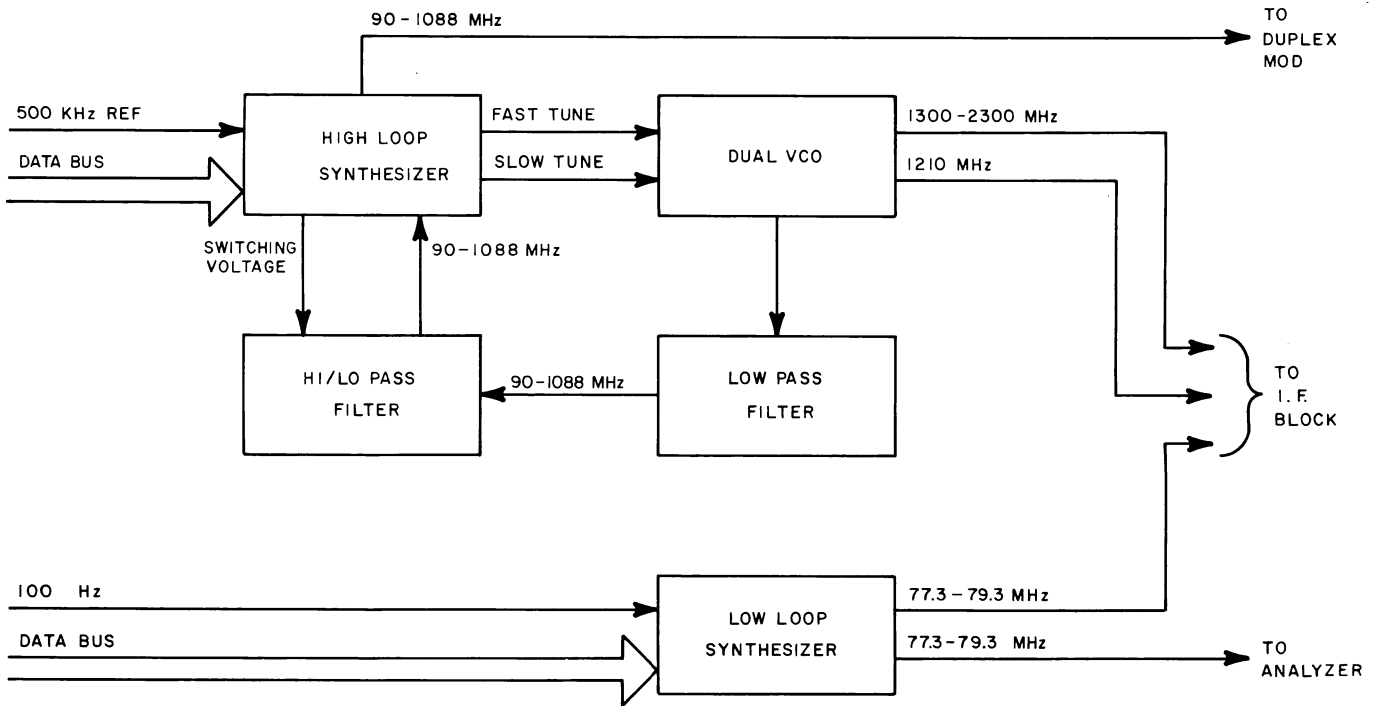 90-1088 MHz
TO
DUPLEX
MOD
500 KHz REF
DATA BUS
HIGH LOOP
SYNTHESIZER
FAST TUNE
SLOW TUNE
DUAL VCO
1300-2300 MHz
1210 MHz
SWITCHING
VOLTAGE
90-1088 MHz
HI/LO PASS
FILTER
90-1088 MHz
LOW PASS
FILTER
TO
I.F.
BLOCK
100 Hz
DATA BUS
LOW LOOP
SYNTHESIZER
77.3-79.3 MHz
77.3-79.3 MHz
TO
ANALYZER